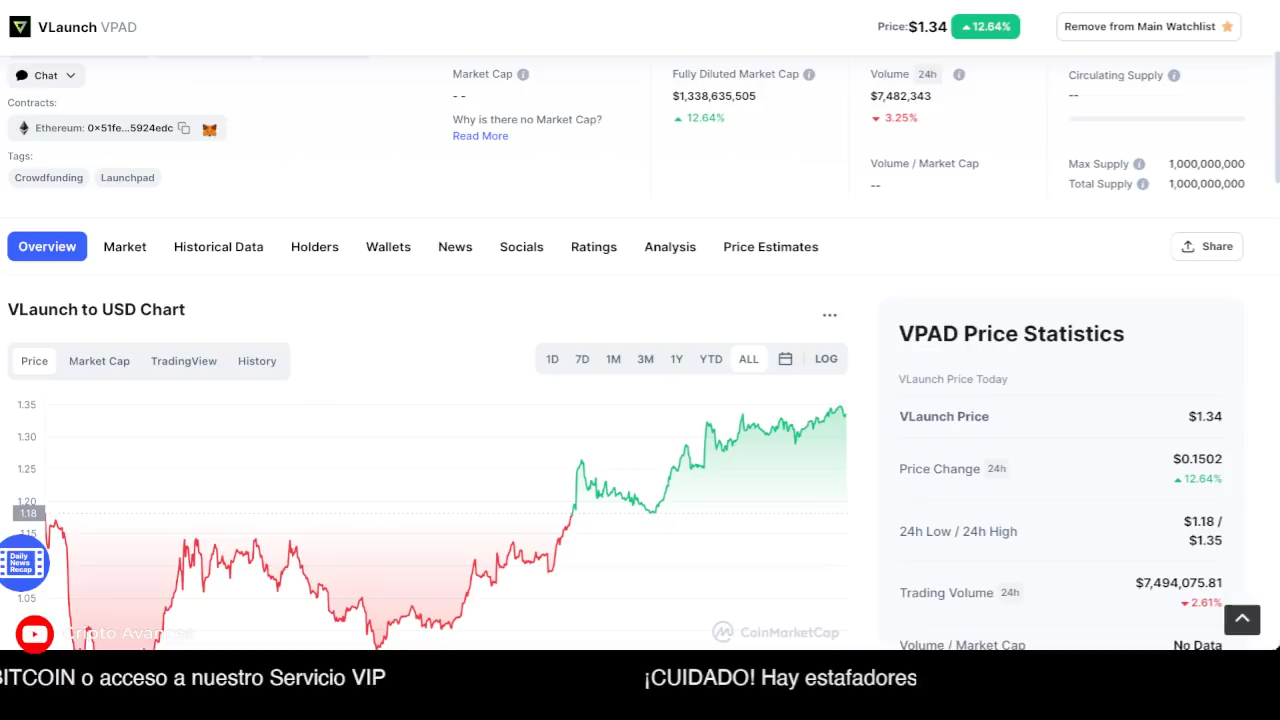 VLaunch VPAD
Price:$1.34 12.64%
Remove from Main Watchlist
Chat
Contracts:
Ethereum: 0x51fe...5924edc
Tags:
Crowdfunding Launchpad
Market Cap
- -
Why is there no Market Cap?
Read More
Fully Diluted Market Cap
$1,338,635,505
12.64%
Volume 24h
$7,482,343
3.25%
Volume / Market Cap
--
Circulating Supply
--
Max Supply 1,000,000,000
Total Supply 1,000,000,000
Overview Market Historical Data Holders Wallets News Socials Ratings Analysis Price Estimates
Share
VLaunch to USD Chart
Price Market Cap TradingView History
1D 7D 1M 3M 1Y YTD ALL LOG
1.35
1.30
1.25
1.20
1.18
1.15
1.05
Daily
News
Recap
CoinMarketCap
VPAD Price Statistics
VLaunch Price Today
VLaunch Price $1.34
Price Change 24h $0.1502
12.64%
24h Low / 24h High $1.18 /
$1.35
Trading Volume 24h $7,494,075.81
2.61%
Volume / Market Cap No Data
BITCOIN o acceso a nuestro Servicio VIP ¡CUIDADO! Hay estafadores